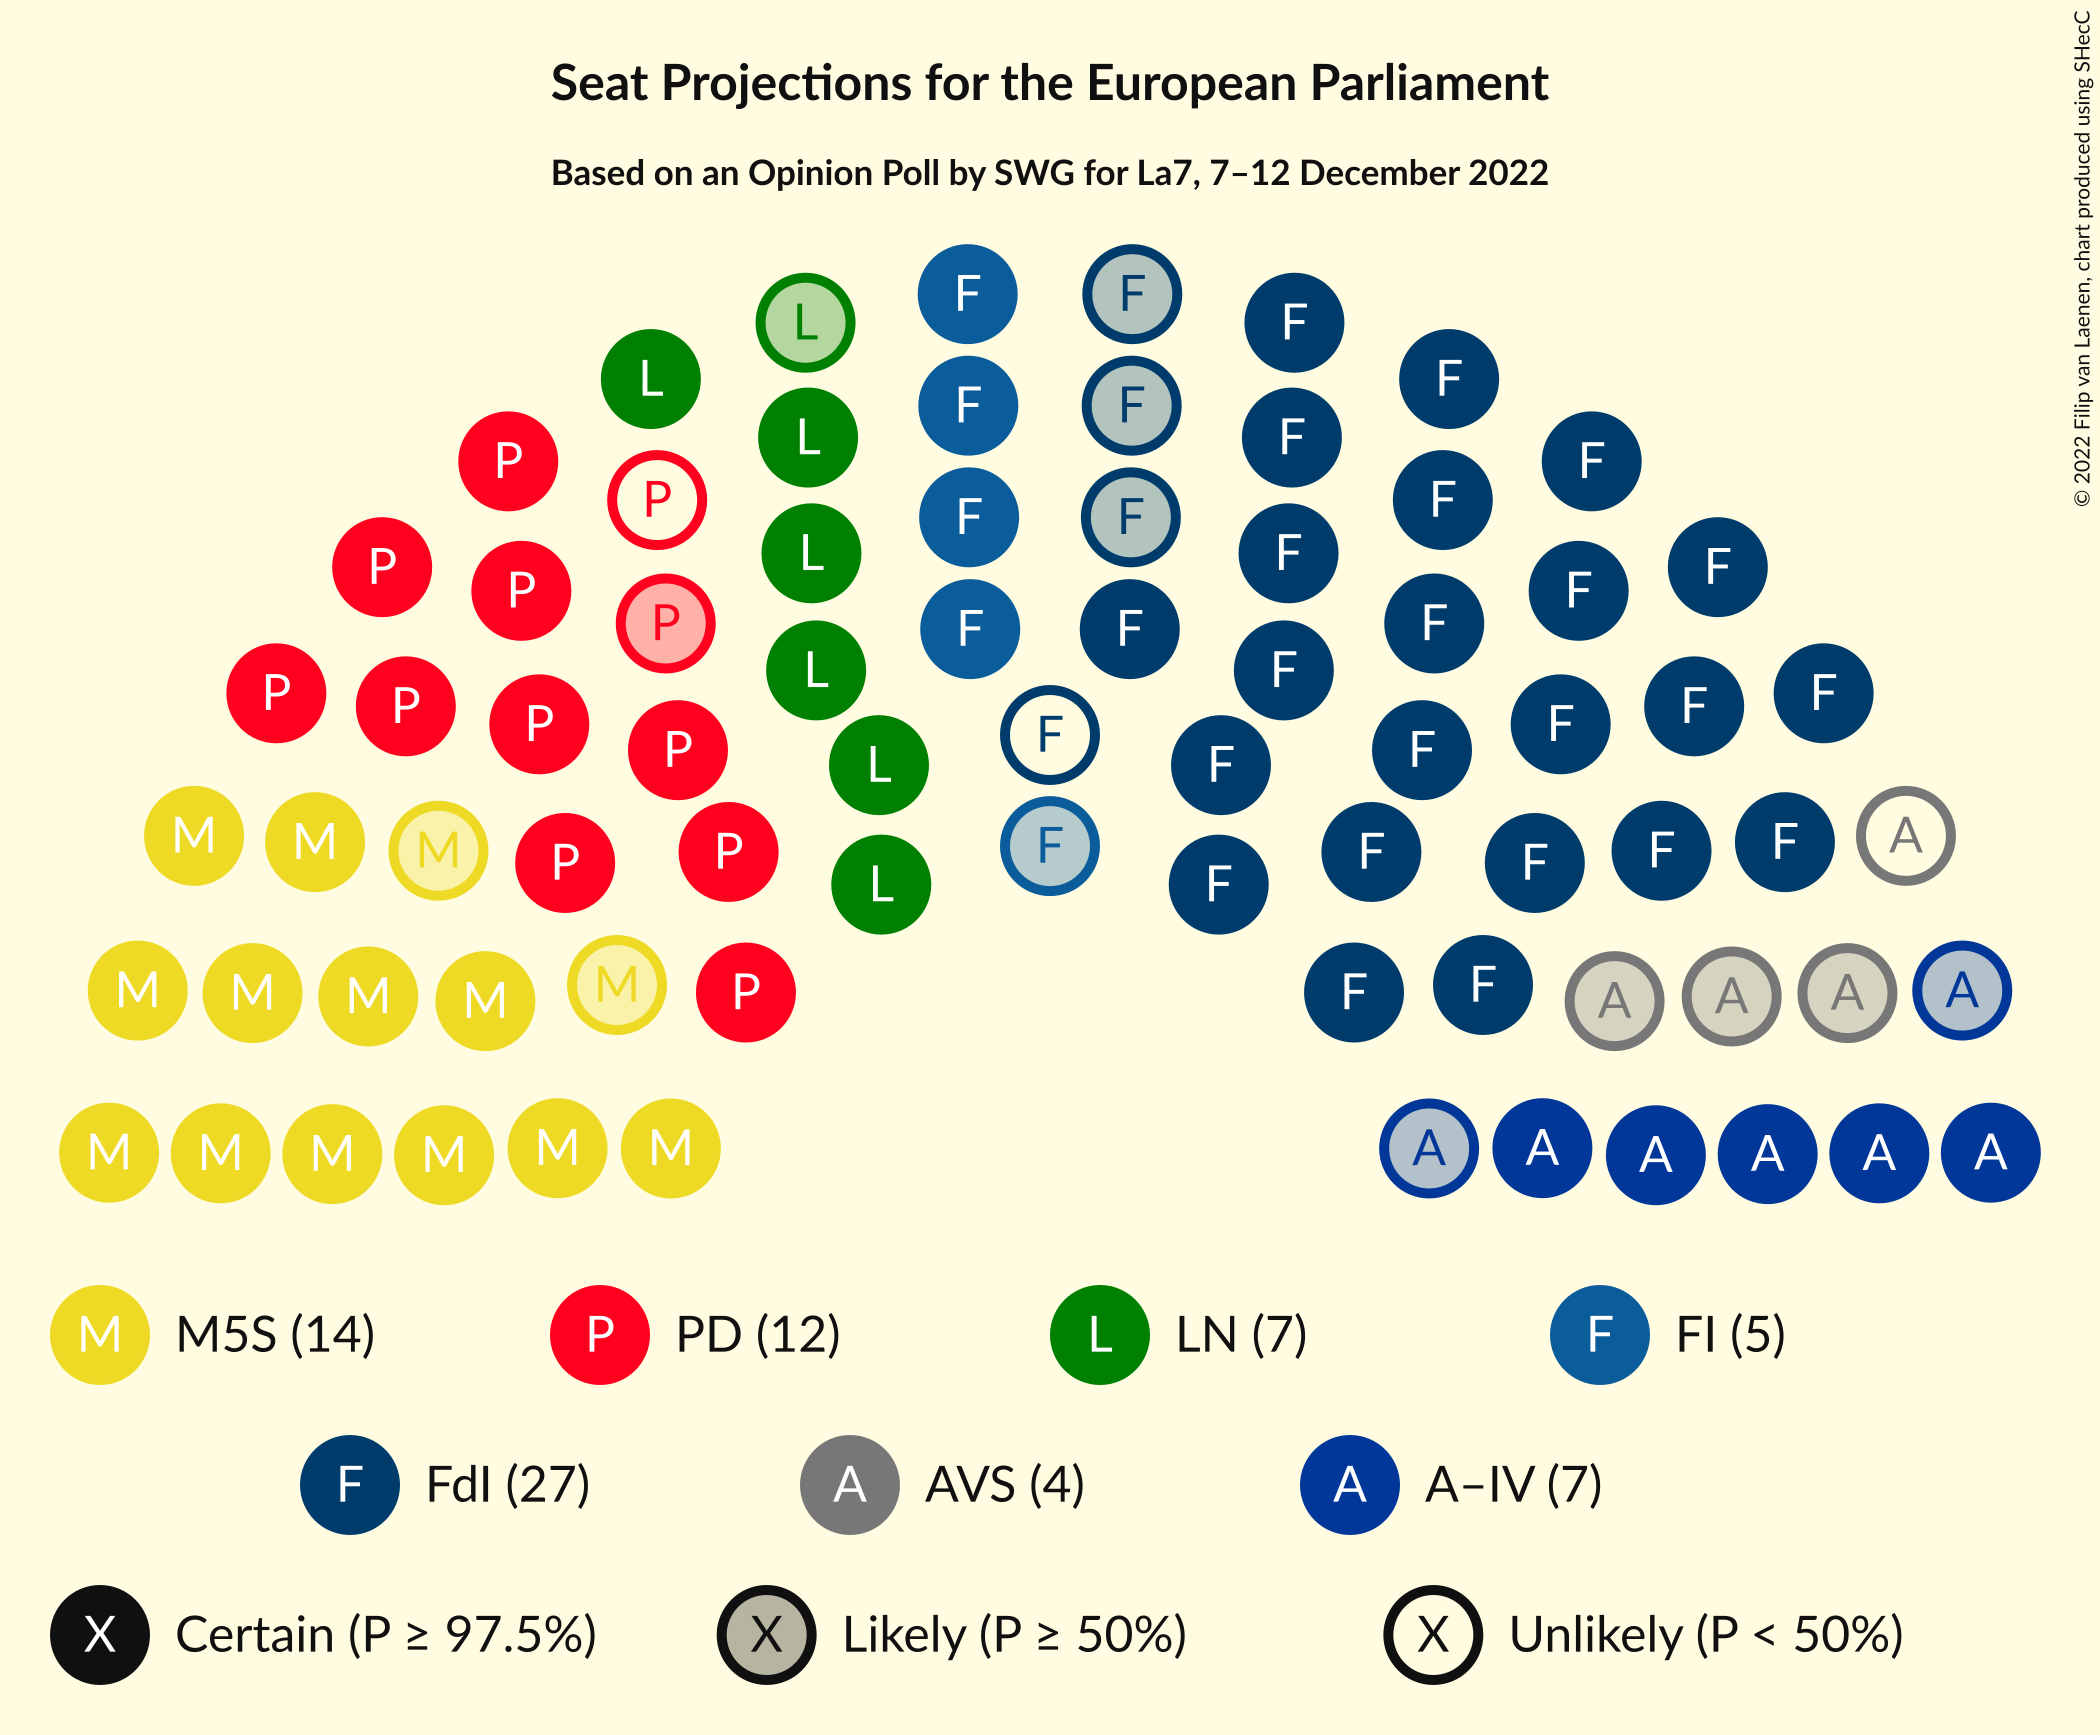 Seat Projections for the European Parliament
Based on an Opinion Poll by SWG for La7, 7–12 December 2022
© 2022 Filip van Laenen, chart produced using SHecC
F F
L F F
L F
P L F F F
P P L F F
P F F
P P L F F F
P P F F F
L F F
P P F F
P P F F F
L F F
M M M P P F F F F F A
L F
M M M M M P F F A A A A
M M M M M M A A A A A A
M M5S (14) P PD (12) L LN (7) F FI (5)
F FdI (27) A AVS (4) A A–IV (7)
X Certain (P ≥ 97.5%) X Likely (P ≥ 50%) X Unlikely (P < 50%)